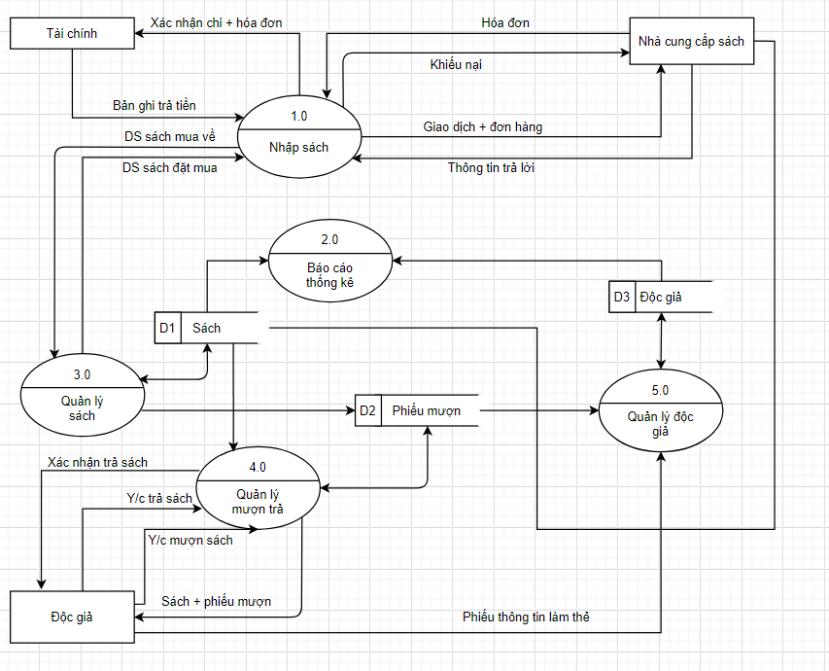 Tài chính
Xác nhận chi + hóa đơn
Hóa đơn
Nhà cung cấp sách
Khiếu nại
Bản ghi trả tiền
1.0
Nhập sách
Giao dịch + đơn hàng
DS sách mua về
DS sách đặt mua
Thông tin trả lời
2.0
Báo cáo
thống kê
D3 Độc giả
D1 Sách
3.0
Quản lý
sách
D2 Phiếu mượn
5.0
Quản lý độc
giả
Xác nhận trả sách
4.0
Quản lý
mượn trả
Y/c trả sách
Y/c mượn sách
Sách + phiếu mượn
Độc giả
Phiếu thông tin làm thẻ